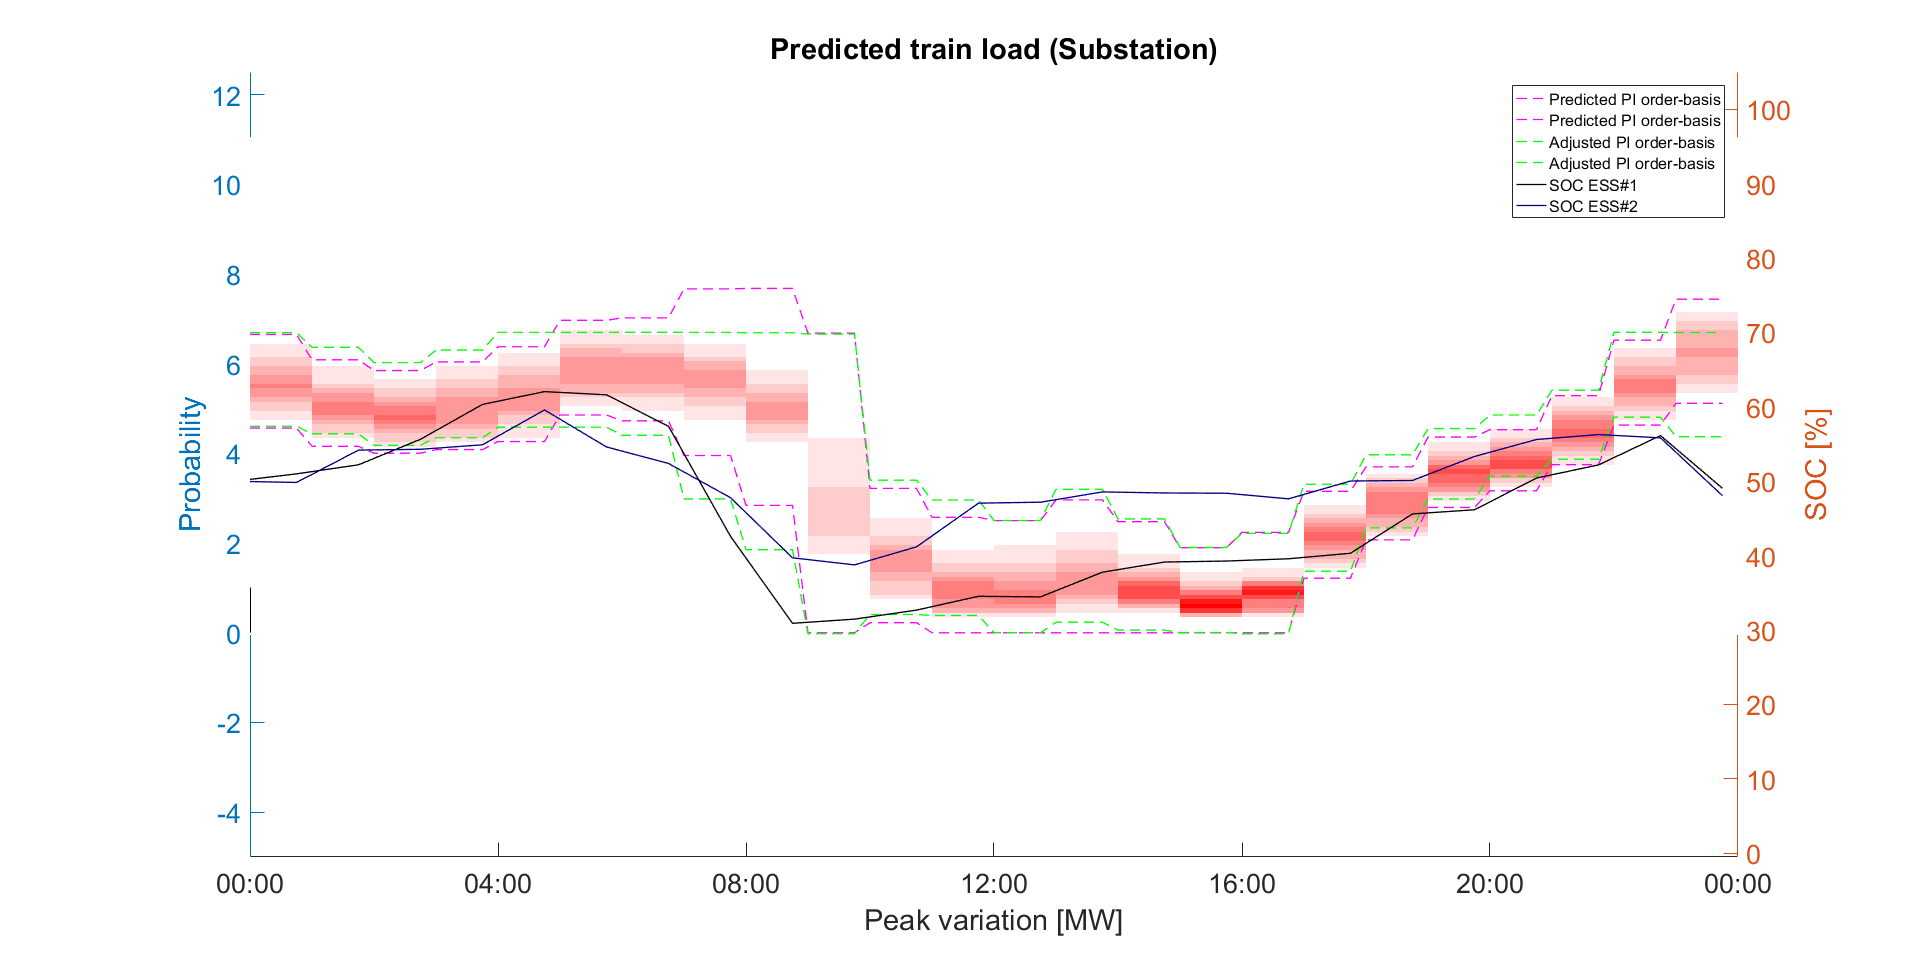 Predicted train load (Substation)
12
10
8
6
4
2
0
-2
-4
Probability
Predicted PI order-basis
Predicted PI order-basis
Adjusted PI order-basis
Adjusted PI order-basis
SOC ESS#1
SOC ESS#2
100
90
80
70
60
50
40
30
20
10
0
SOC [%]
00:00 04:00 08:00 12:00 16:00 20:00 00:00
Peak variation [MW]